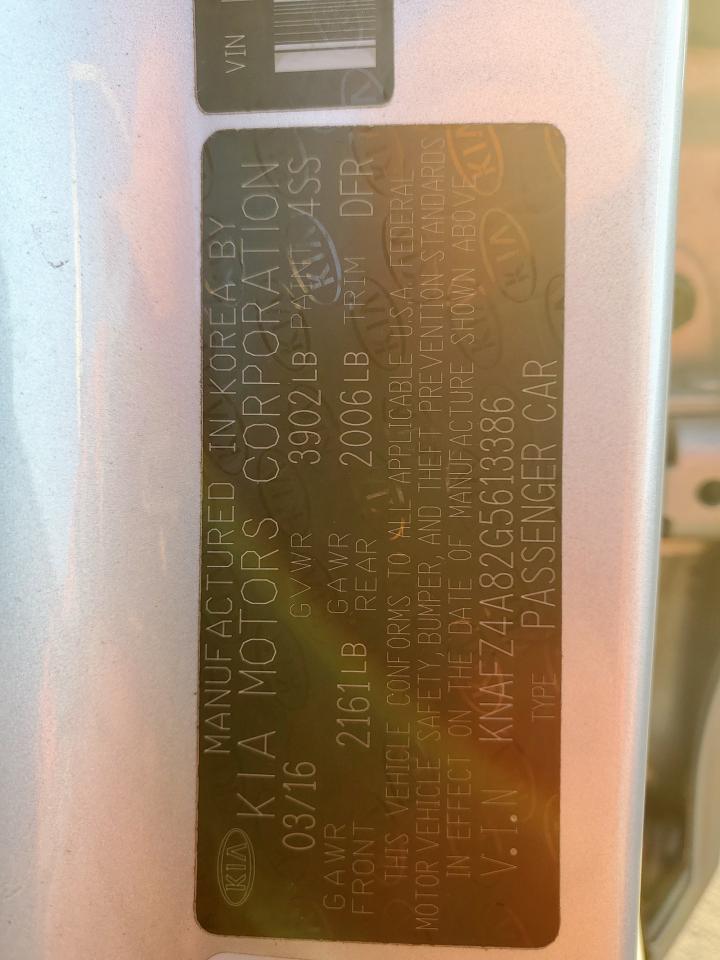 VIN
KIA
MANUFACTURED IN KOREA BY
KIA MOTORS CORPORATION
03/16 GVWR 3902LB PAINT 4SS
GAWR FRONT 2161LB GAWR REAR 2006LB TRIM DFR
THIS VEHICLE CONFORMS TO ALL APPLICABLE U.S.A. FEDERAL
MOTOR VEHICLE SAFETY, BUMPER, AND THEFT PREVENTION STANDARDS
IN EFFECT ON THE DATE OF MANUFACTURE SHOWN ABOVE
V.I.N KNAFZ4A82G5613386
TYPE PASSENGER CAR